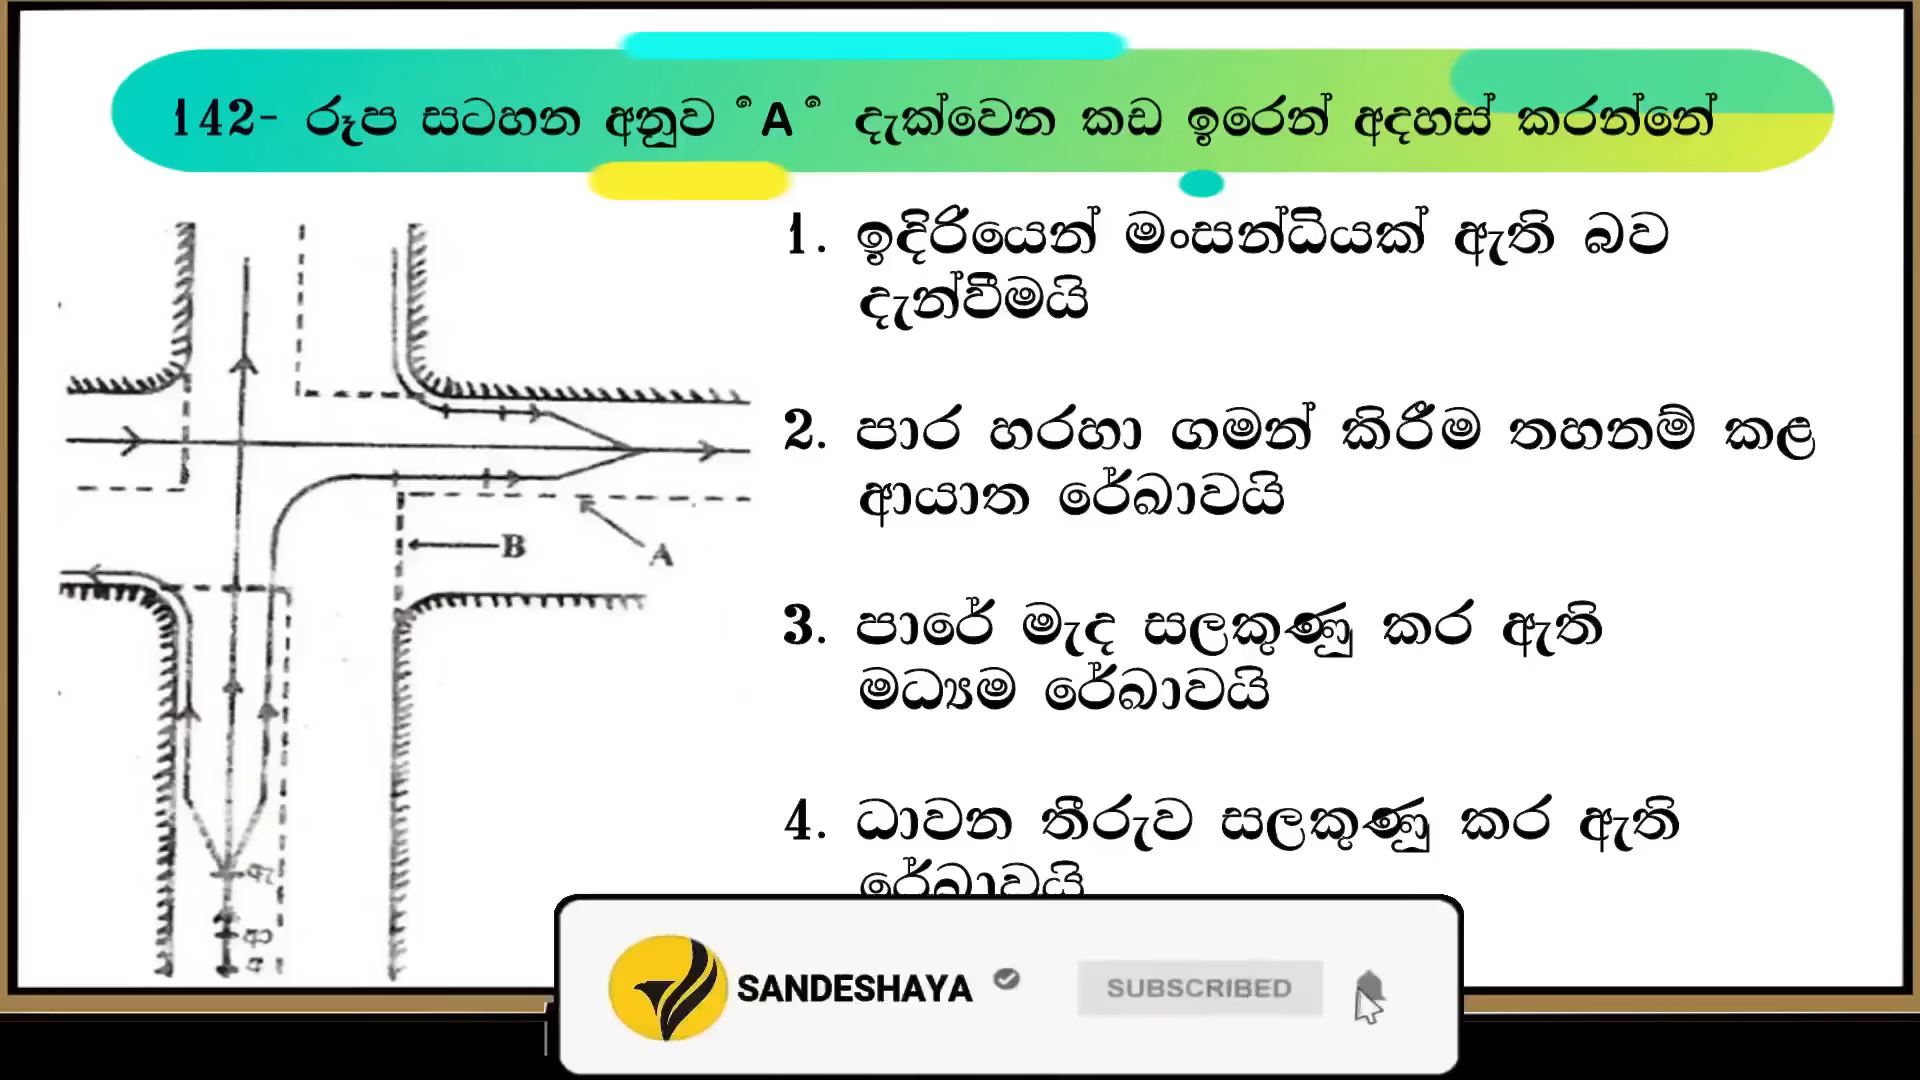 142- රූප සටහන අනුව "A" දැක්වෙන කඩ ඉරෙන් අදහස් කරන්නේ
1. ඉදිරියෙන් මංසන්ධියක් ඇති බව
දැන්වීමයි
2. පාර හරහා ගමන් කිරීම තහනම් කළ
ආයාත රේඛාවයි
3. පාරේ මැද සලකුණු කර ඇති
මධ්‍යම රේඛාවයි
4. ධාවන තීරුව සලකුණු කර ඇති
රේඛාවයි
B
A
SANDESHAYA
SUBSCRIBED